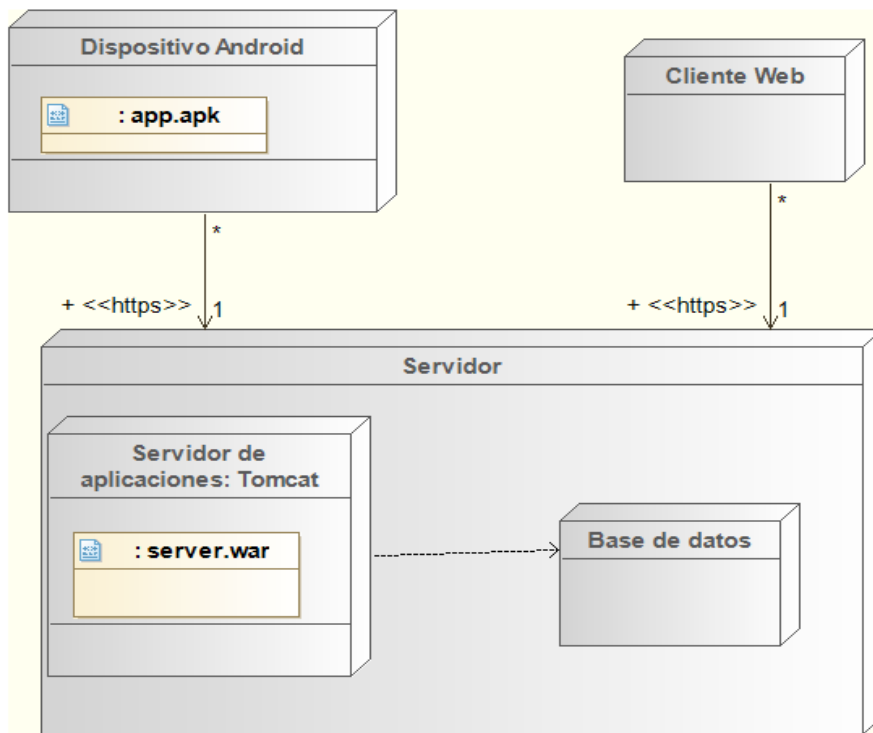 Dispositivo Android
: app.apk
Cliente Web
*
*
+ <<https>>
1
+ <<https>>
1
Servidor
Servidor de
aplicaciones: Tomcat
: server.war
Base de datos